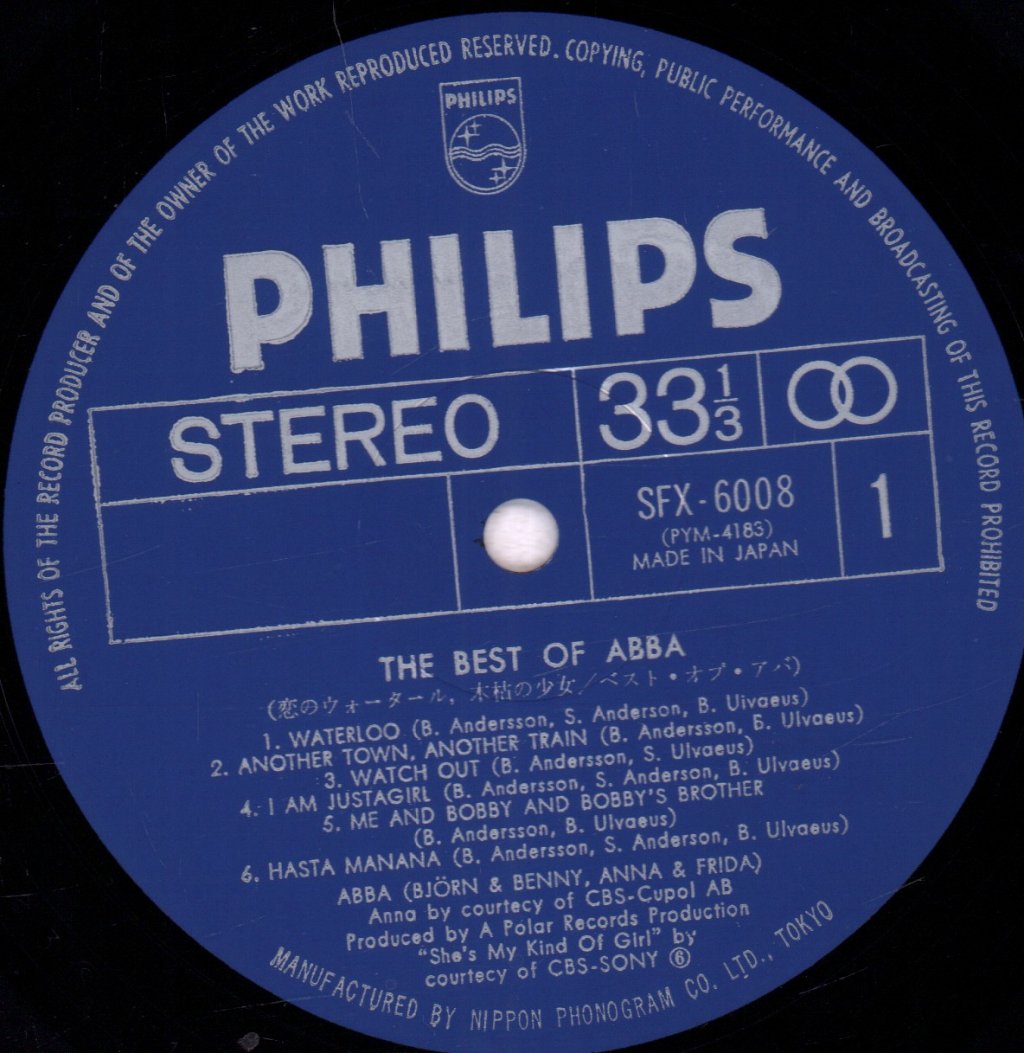 ALL RIGHTS OF THE RECORD PRODUCER AND OF THE OWNER OF THE WORK REPRODUCED RESERVED. COPYING, PUBLIC PERFORMANCE AND BROADCASTING OF THIS RECORD PROHIBITED
PHILIPS
PHILIPS
STEREO
33 1/3
SFX-6008
(PYM-4183)
MADE IN JAPAN
1
THE BEST OF ABBA
(恋のウォータール, 木枯の少女/ベスト・オブ・アバ)
1. WATERLOO (B. Andersson, S. Anderson, B. Ulvaeus)
2. ANOTHER TOWN, ANOTHER TRAIN (B. Andersson, B. Ulvaeus)
3. WATCH OUT (B. Andersson, S. Ulvaeus)
4. I AM JUSTAGIRL (B. Andersson, S. Anderson, B. Ulvaeus)
5. ME AND BOBBY AND BOBBY'S BROTHER
(B. Andersson, B. Ulvaeus)
6. HASTA MANANA (B. Andersson, S. Anderson, B. Ulvaeus)
ABBA (BJÖRN & BENNY, ANNA & FRIDA)
Anna by courtesy of CBS-Cupol AB
Produced by A Polar Records Production
"She's My Kind Of Girl" by
courtesy of CBS-SONY ⑥
MANUFACTURED BY NIPPON PHONOGRAM CO. LTD., TOKYO